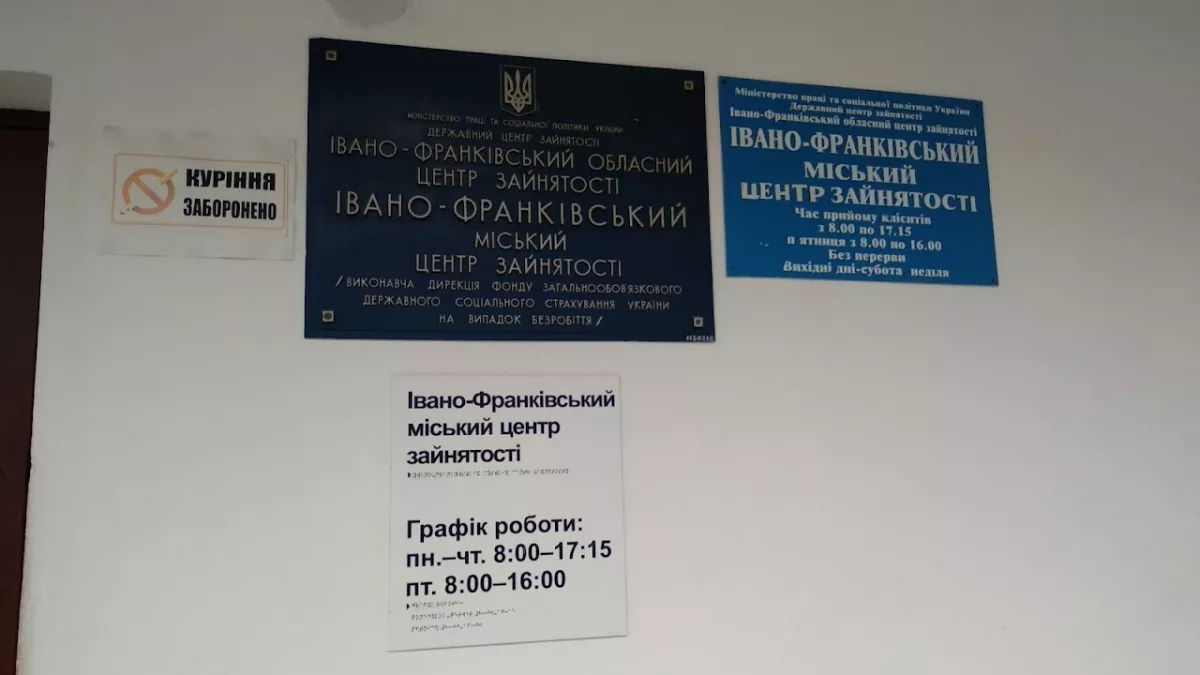 КУРІННЯ
ЗАБОРОНЕНО
МІНІСТЕРСТВО ПРАЦІ ТА СОЦІАЛЬНОЇ ПОЛІТИКИ УКРАЇНИ
ДЕРЖАВНИЙ ЦЕНТР ЗАЙНЯТОСТІ
ІВАНО-ФРАНКІВСЬКИЙ ОБЛАСНИЙ
ЦЕНТР ЗАЙНЯТОСТІ
ІВАНО-ФРАНКІВСЬКИЙ
МІСЬКИЙ
ЦЕНТР ЗАЙНЯТОСТІ
/ВИКОНАВЧА ДИРЕКЦІЯ ФОНДУ ЗАГАЛЬНООБОВ'ЯЗКОВОГО
ДЕРЖАВНОГО СОЦІАЛЬНОГО СТРАХУВАННЯ УКРАЇНИ
НА ВИПАДОК БЕЗРОБІТТЯ/
Міністерство праці та соціальної політики України
Державний центр зайнятості
Івано-Франківський обласний центр зайнятості
ІВАНО-ФРАНКІВСЬКИЙ
МІСЬКИЙ
ЦЕНТР ЗАЙНЯТОСТІ
Час прийому клієтів
з 8.00 по 17.15
п ятниця з 8.00 по 16.00
Без перерви
Вихідні дні-субота неділя
Івано-Франківський
міський центр
зайнятості
Графік роботи:
пн.–чт. 8:00–17:15
пт. 8:00–16:00